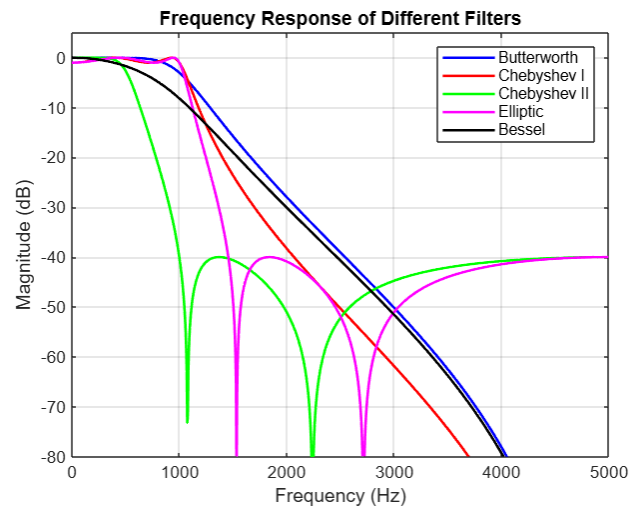 Frequency Response of Different Filters
Butterworth
Chebyshev I
Chebyshev II
Elliptic
Bessel
Magnitude (dB)
0
-10
-20
-30
-40
-50
-60
-70
-80
0 1000 2000 3000 4000 5000
Frequency (Hz)